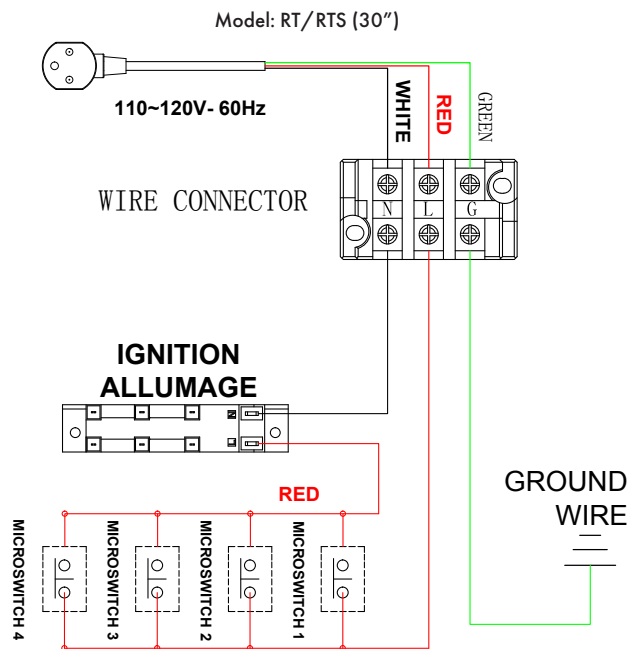 Model: RT/RTS (30”)
110~120V- 60Hz
WHITE
RED
GREEN
WIRE CONNECTOR
N L G
IGNITION
ALLUMAGE
N
L
RED
GROUND
WIRE
MICROSWITCH 4
MICROSWITCH 3
MICROSWITCH 2
MICROSWITCH 1